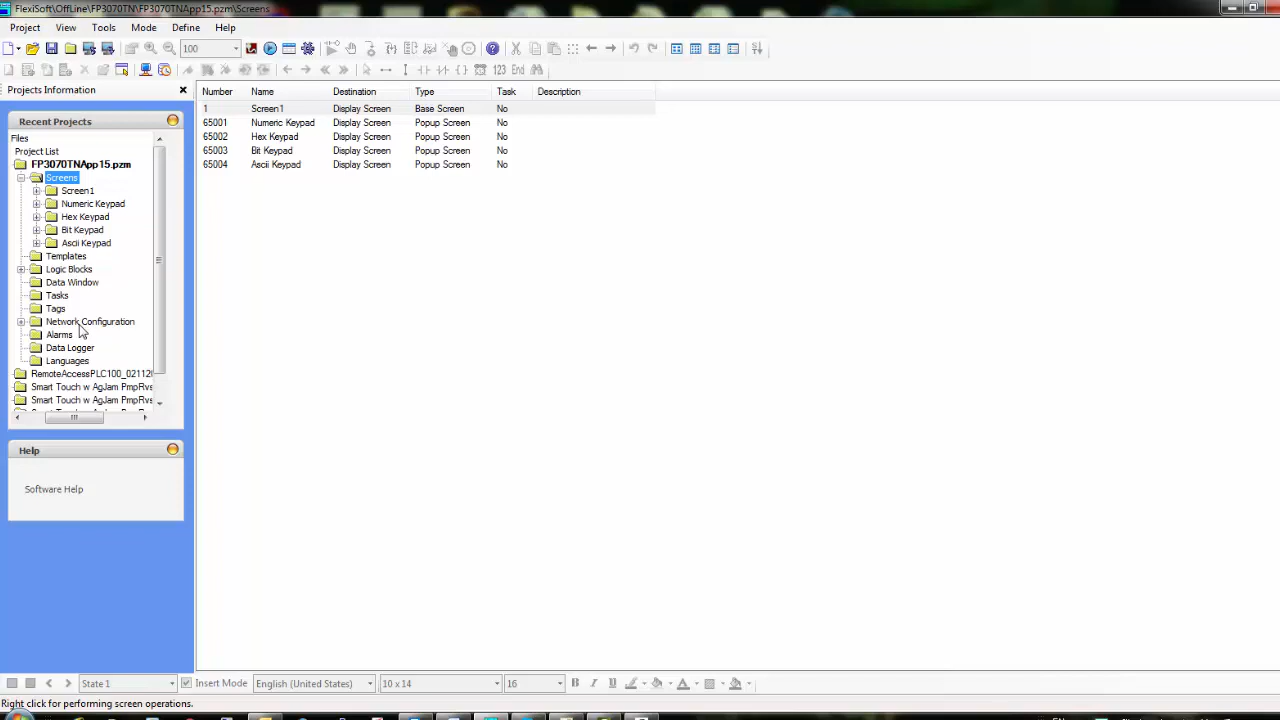 FlexiSoft\OffLine\FP3070TN\FP3070TNApp15.pzm\Screens
Project View Tools Mode Define Help
100
123 End
Projects Information
Number Name Destination Type Task Description
1 Screen1 Display Screen Base Screen No
65001 Numeric Keypad Display Screen Popup Screen No
65002 Hex Keypad Display Screen Popup Screen No
65003 Bit Keypad Display Screen Popup Screen No
65004 Ascii Keypad Display Screen Popup Screen No
Recent Projects
Files
Project List
FP3070TNApp15.pzm
Screens
Screen1
Numeric Keypad
Hex Keypad
Bit Keypad
Ascii Keypad
Templates
Logic Blocks
Data Window
Tasks
Tags
Network Configuration
Alarms
Data Logger
Languages
RemoteAccessPLC100_02112
Smart Touch w AgJam PmpRvs
Smart Touch w AgJam PmpRvs
Help
Software Help
State 1 Insert Mode English (United States) 10 x 14 16 B I U
Right click for performing screen operations.